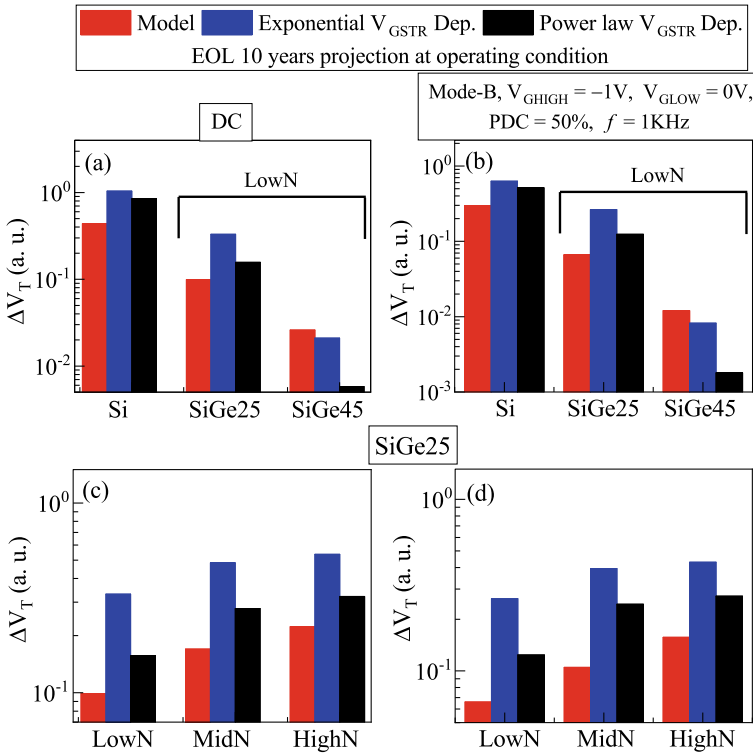 Model Exponential V_GSTR Dep. Power law V_GSTR Dep.
EOL 10 years projection at operating condition
DC
Mode-B, V_GHIGH = −1V, V_GLOW = 0V,
PDC = 50%, f = 1KHz
(a)
LowN
10^0
10^-1
10^-2
ΔV_T (a. u.)
Si SiGe25 SiGe45
(b)
LowN
10^0
10^-1
10^-2
10^-3
ΔV_T (a. u.)
Si SiGe25 SiGe45
SiGe25
(c)
10^0
10^-1
ΔV_T (a. u.)
LowN MidN HighN
(d)
10^0
10^-1
ΔV_T (a. u.)
LowN MidN HighN